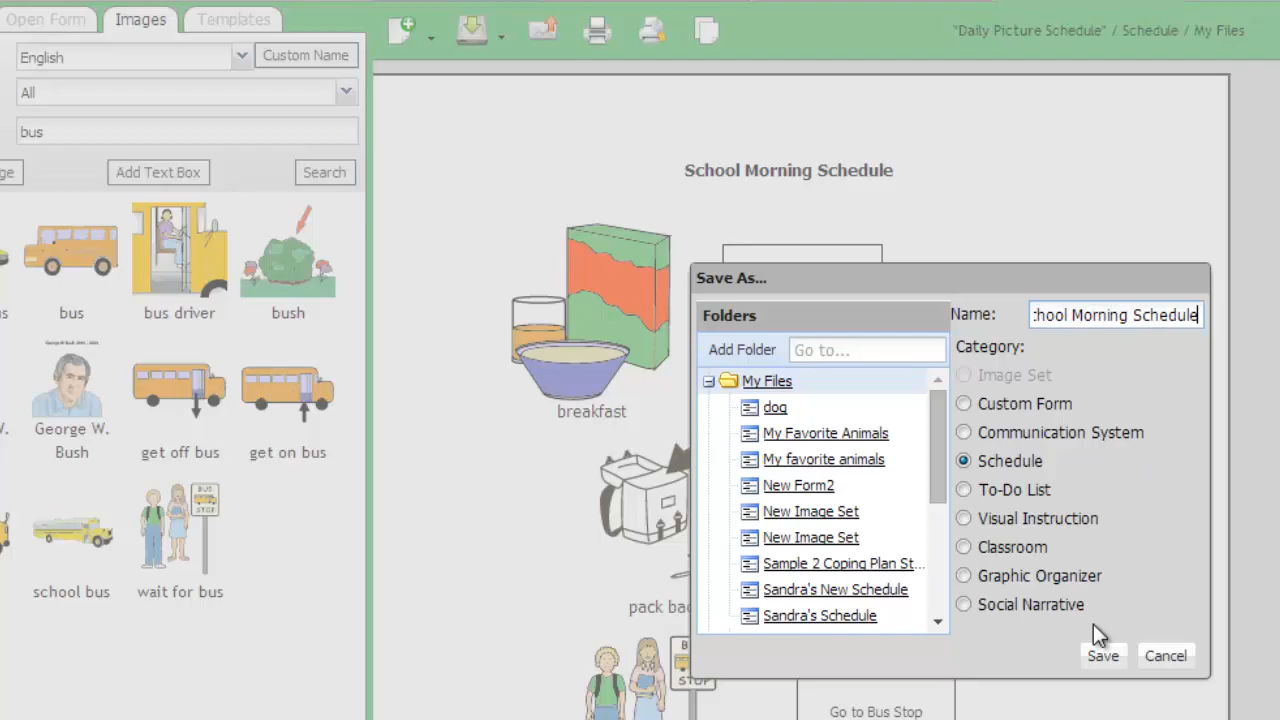 Open Form
Images
Templates
"Daily Picture Schedule" / Schedule / My Files
English
Custom Name
All
bus
Add Text Box
Search
bus
bus driver
bush
George W.
Bush
get off bus
get on bus
school bus
wait for bus
BUS
STOP
School Morning Schedule
breakfast
Save As...
Folders
Add Folder
Go to...
My Files
dog
My Favorite Animals
My favorite animals
New Form2
New Image Set
New Image Set
Sample 2 Coping Plan St...
Sandra's New Schedule
Sandra's Schedule
Name:
:hool Morning Schedule
Category:
Image Set
Custom Form
Communication System
Schedule
To-Do List
Visual Instruction
Classroom
Graphic Organizer
Social Narrative
Save
Cancel
pack bac
STOP
Go to Bus Stop